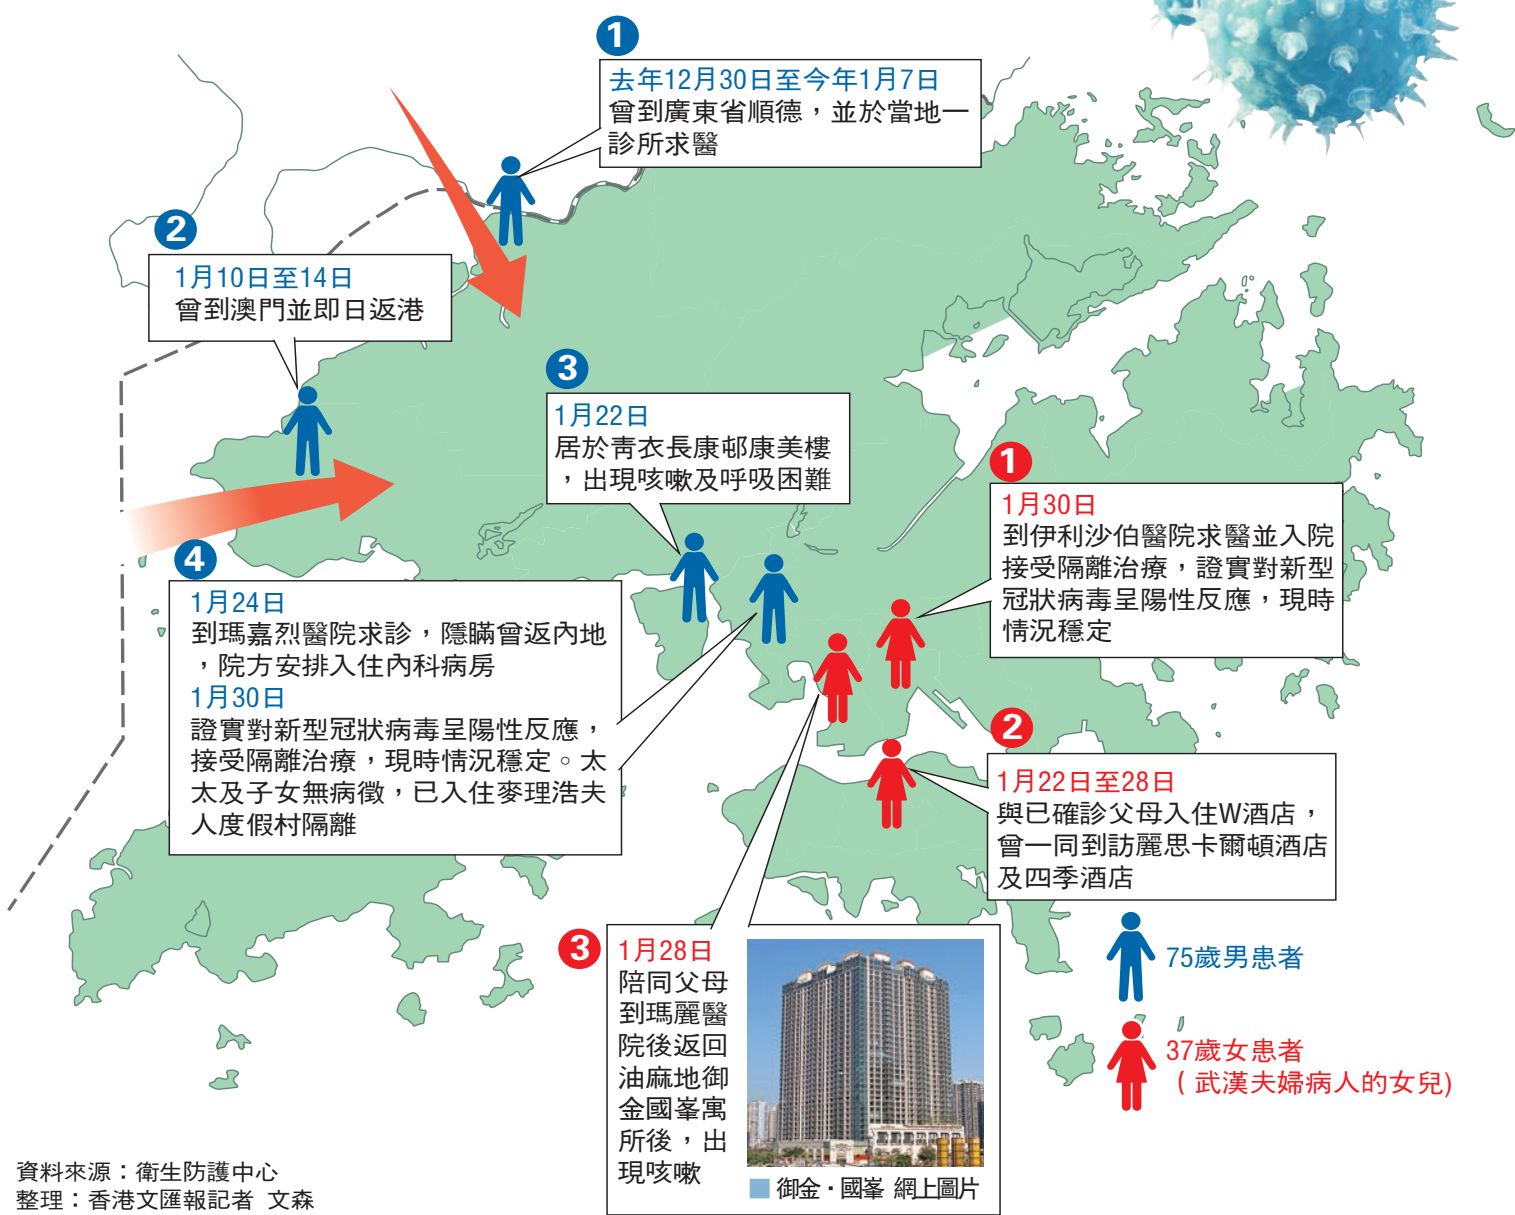 1
去年12月30日至今年1月7日
曾到廣東省順德，並於當地一
診所求醫
2
1月10日至14日
曾到澳門並即日返港
3
1月22日
居於青衣長康邨康美樓
，出現咳嗽及呼吸困難
4
1月24日
到瑪嘉烈醫院求診，隱瞞曾返內地
，院方安排入住內科病房
1月30日
證實對新型冠狀病毒呈陽性反應，
接受隔離治療，現時情況穩定。太
太及子女無病徵，已入住麥理浩夫
人度假村隔離
1
1月30日
到伊利沙伯醫院求醫並入院
接受隔離治療，證實對新型
冠狀病毒呈陽性反應，現時
情況穩定
2
1月22日至28日
與已確診父母入住W酒店，
曾一同到訪麗思卡爾頓酒店
及四季酒店
3
1月28日
陪同父母
到瑪麗醫
院後返回
油麻地御
金國峯寓
所後，出
現咳嗽
御金·國峯 網上圖片
75歲男患者
37歲女患者
（武漢夫婦病人的女兒)
資料來源：衛生防護中心
整理：香港文匯報記者 文森